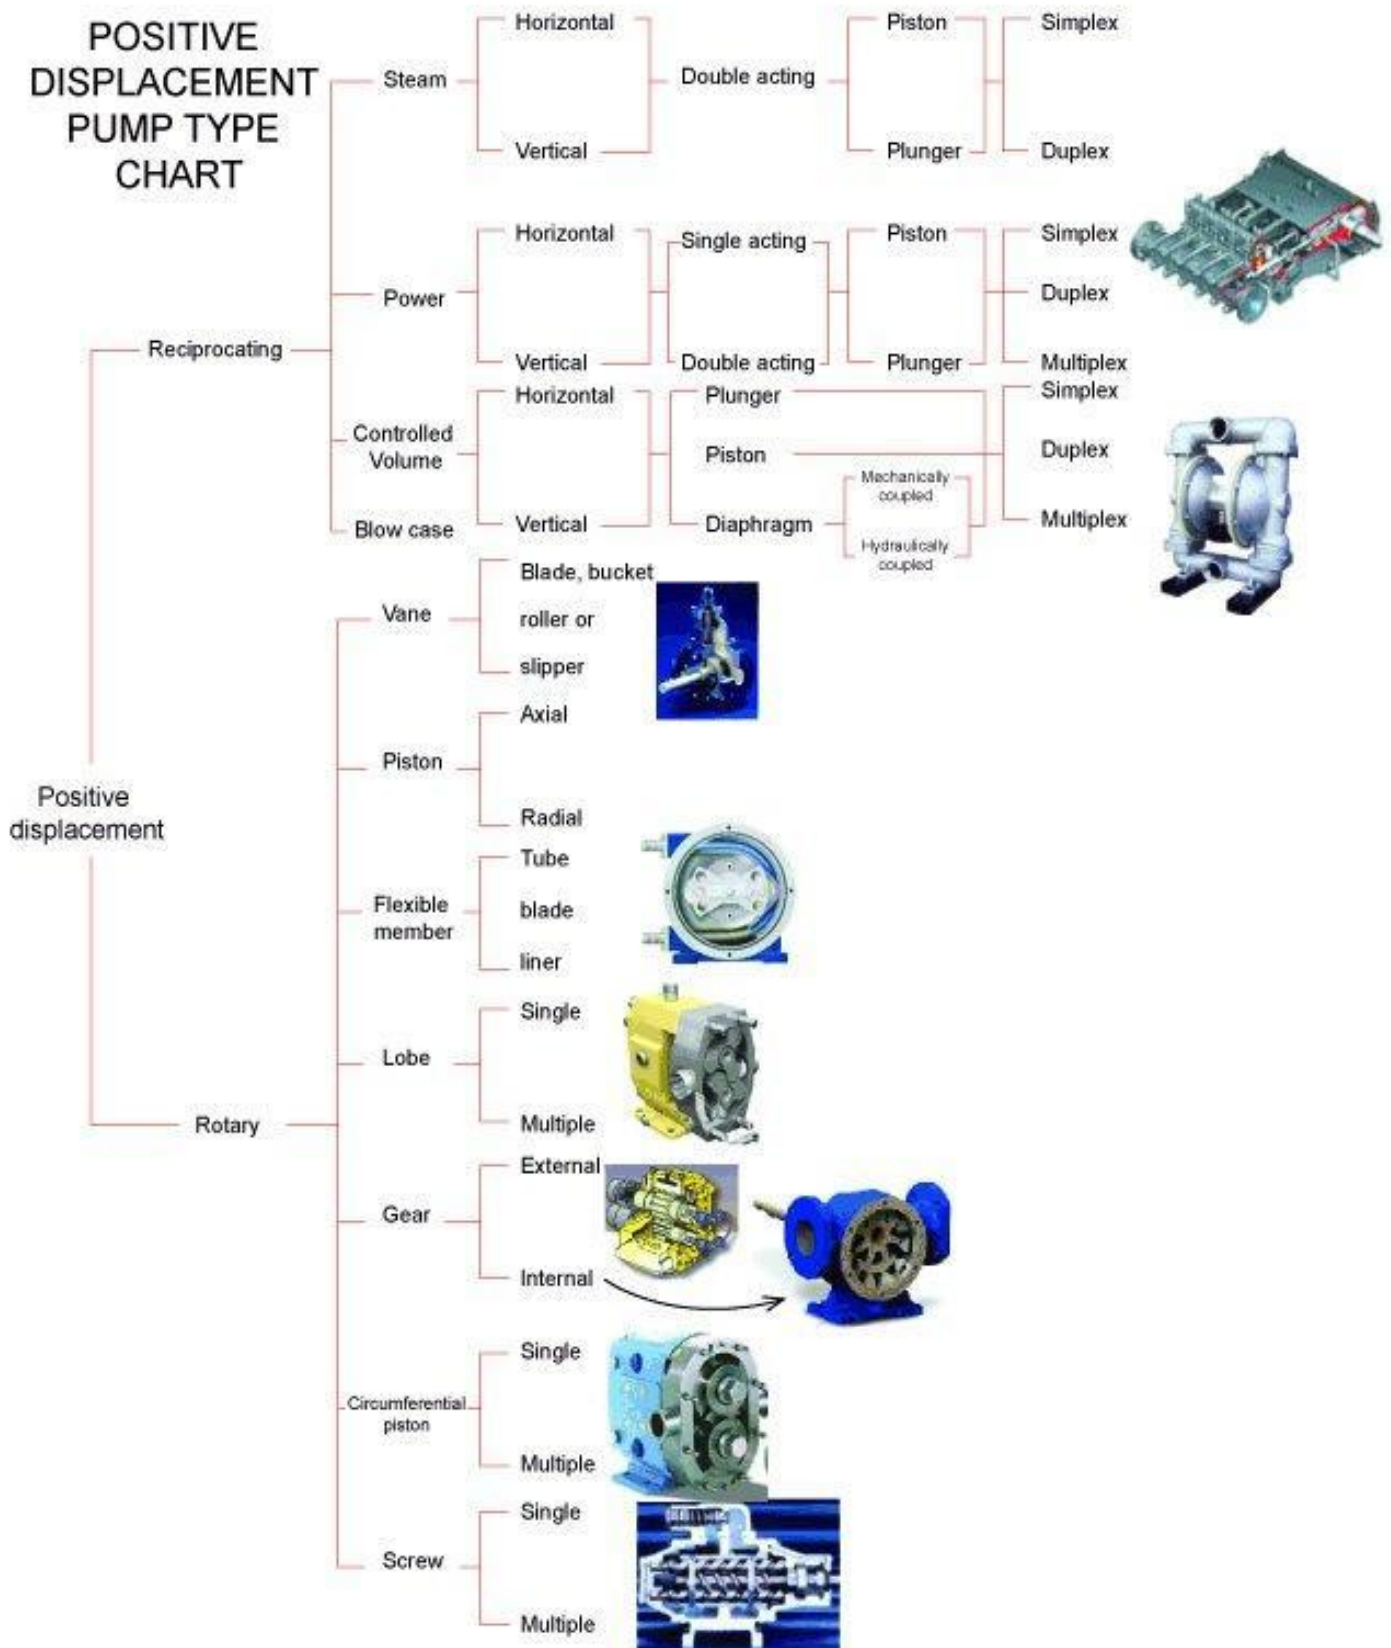 POSITIVE
DISPLACEMENT
PUMP TYPE
CHART
Positive
displacement
Reciprocating
Steam
Horizontal
Vertical
Double acting
Piston
Plunger
Simplex
Duplex
Power
Horizontal
Vertical
Single acting
Double acting
Piston
Plunger
Simplex
Duplex
Multiplex
Controlled
Volume
Horizontal
Vertical
Plunger
Piston
Diaphragm
Mechanically
coupled
Hydraulically
coupled
Simplex
Duplex
Multiplex
Blow case
Rotary
Vane
Blade, bucket
roller or
slipper
Piston
Axial
Radial
Flexible
member
Tube
blade
liner
Lobe
Single
Multiple
Gear
External
Internal
Circumferential
piston
Single
Multiple
Screw
Single
Multiple